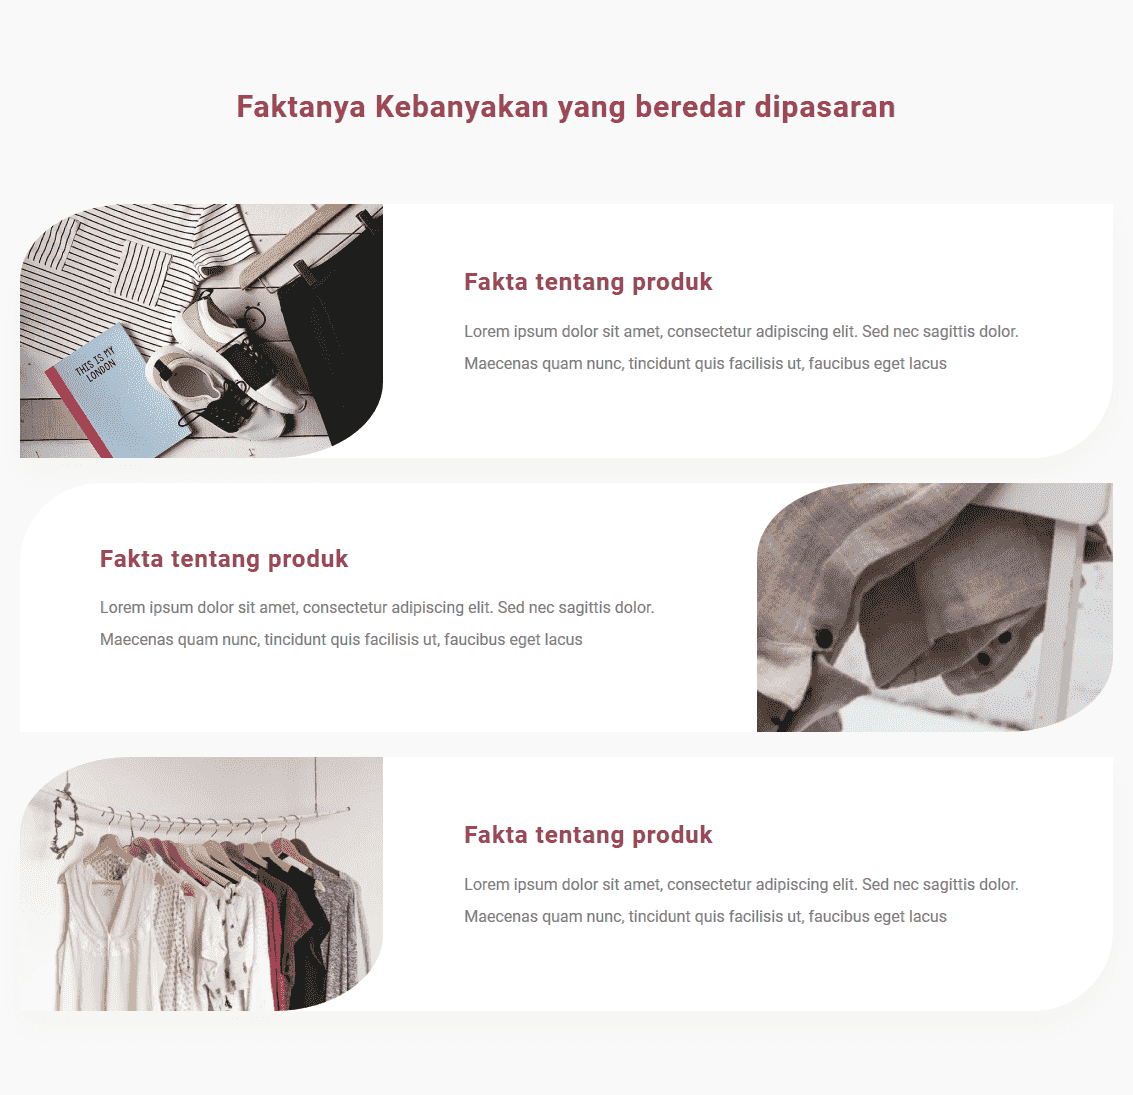 Faktanya Kebanyakan yang beredar dipasaran
THIS IS MY
LONDON
Fakta tentang produk
Lorem ipsum dolor sit amet, consectetur adipiscing elit. Sed nec sagittis dolor.
Maecenas quam nunc, tincidunt quis facilisis ut, faucibus eget lacus
Fakta tentang produk
Lorem ipsum dolor sit amet, consectetur adipiscing elit. Sed nec sagittis dolor.
Maecenas quam nunc, tincidunt quis facilisis ut, faucibus eget lacus
Fakta tentang produk
Lorem ipsum dolor sit amet, consectetur adipiscing elit. Sed nec sagittis dolor.
Maecenas quam nunc, tincidunt quis facilisis ut, faucibus eget lacus